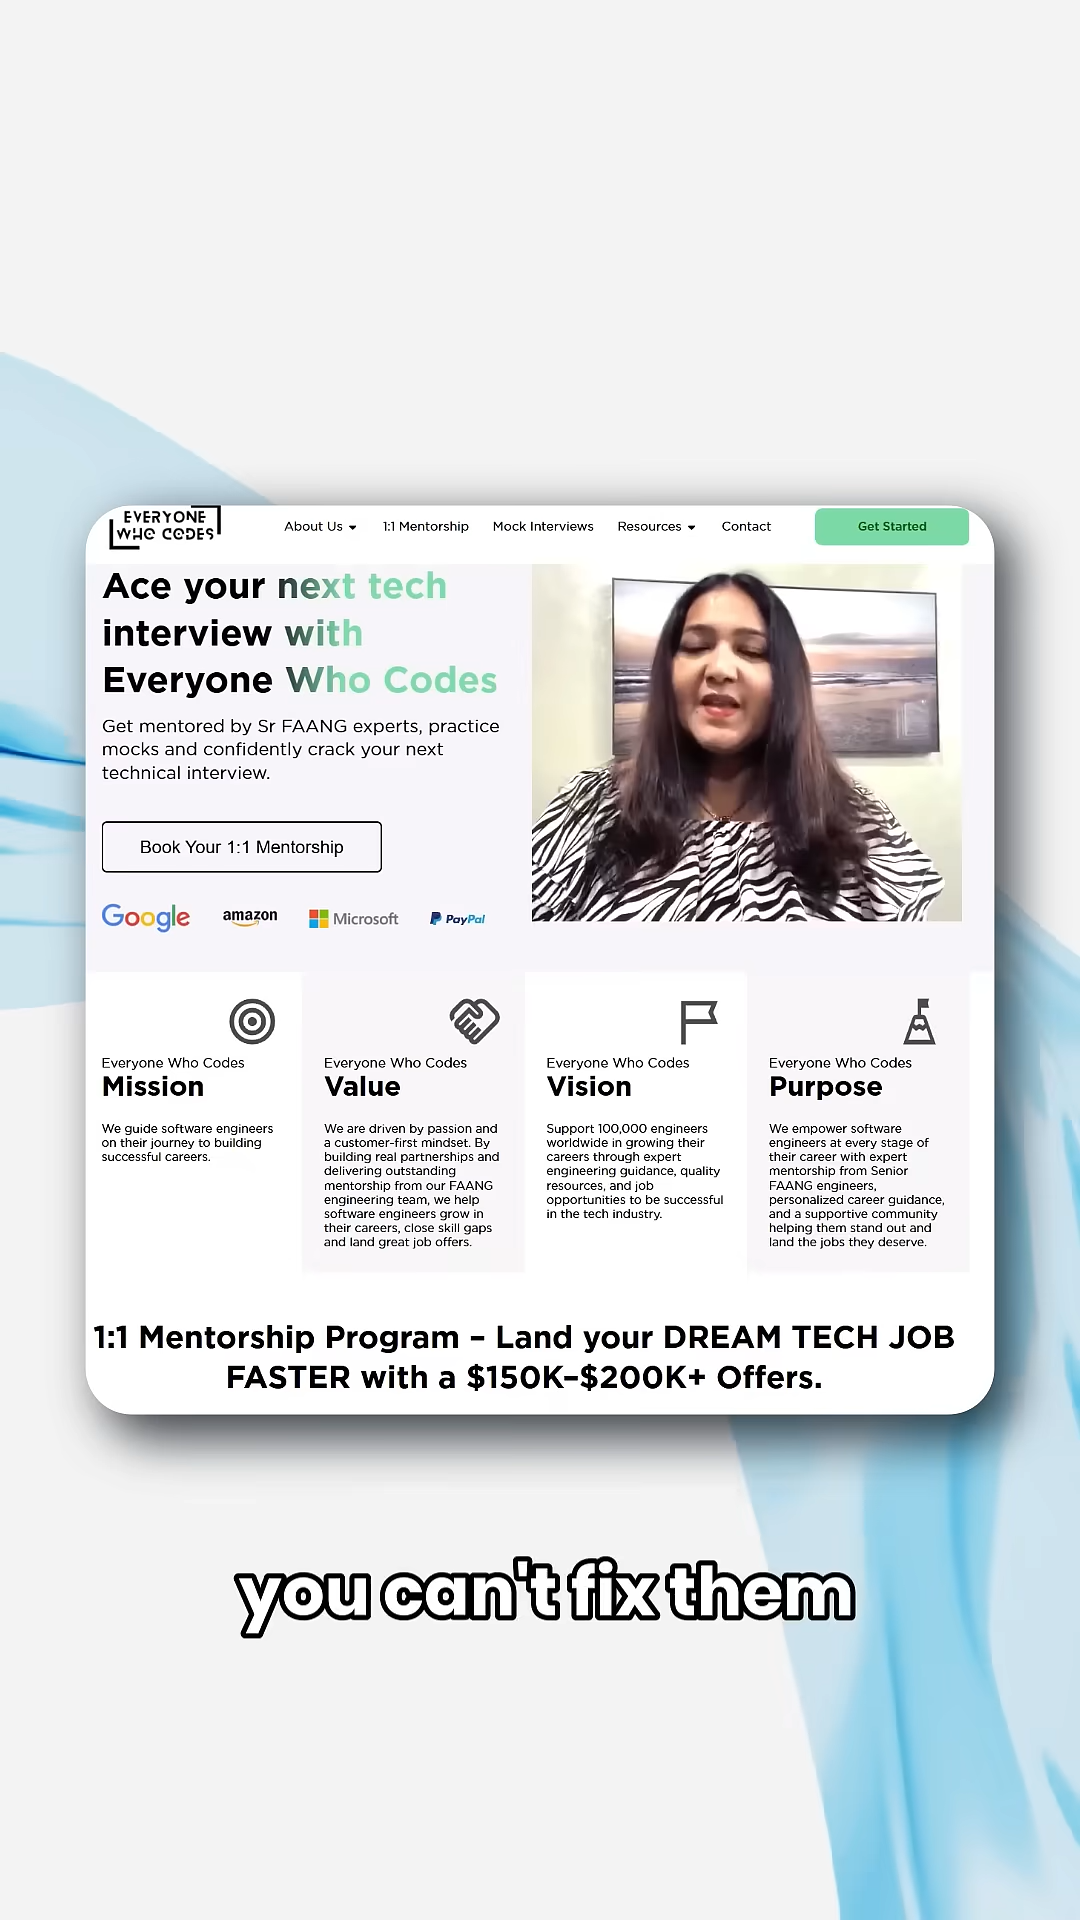 EVERYONE
WHO CODES
About Us
1:1 Mentorship
Mock Interviews
Resources
Contact
Get Started
Ace your next tech
interview with
Everyone Who Codes
Get mentored by Sr FAANG experts, practice
mocks and confidently crack your next
technical interview.
Book Your 1:1 Mentorship
Google
amazon
Microsoft
PayPal
Everyone Who Codes
Mission
We guide software engineers
on their journey to building
successful careers.
Everyone Who Codes
Value
We are driven by passion and
a customer-first mindset. By
building real partnerships and
delivering outstanding
mentorship from our FAANG
engineering team, we help
software engineers grow in
their careers, close skill gaps
and land great job offers.
Everyone Who Codes
Vision
Support 100,000 engineers
worldwide in growing their
careers through expert
engineering guidance, quality
resources, and job
opportunities to be successful
in the tech industry.
Everyone Who Codes
Purpose
We empower software
engineers at every stage of
their career with expert
mentorship from Senior
FAANG engineers,
personalized career guidance,
and a supportive community
helping them stand out and
land the jobs they deserve.
1:1 Mentorship Program – Land your DREAM TECH JOB
FASTER with a $150K–$200K+ Offers.
you can't fix them